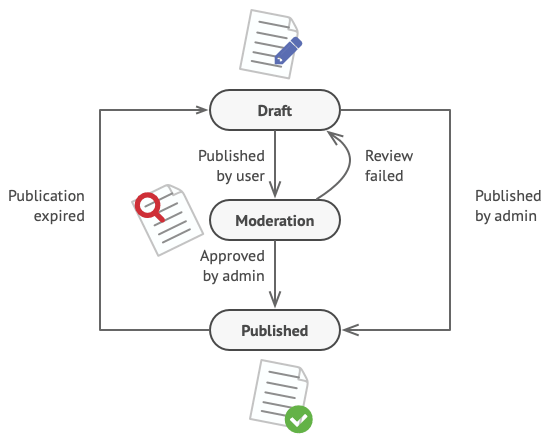 Draft
Published
by user
Review
failed
Publication
expired
Published
by admin
Moderation
Approved
by admin
Published